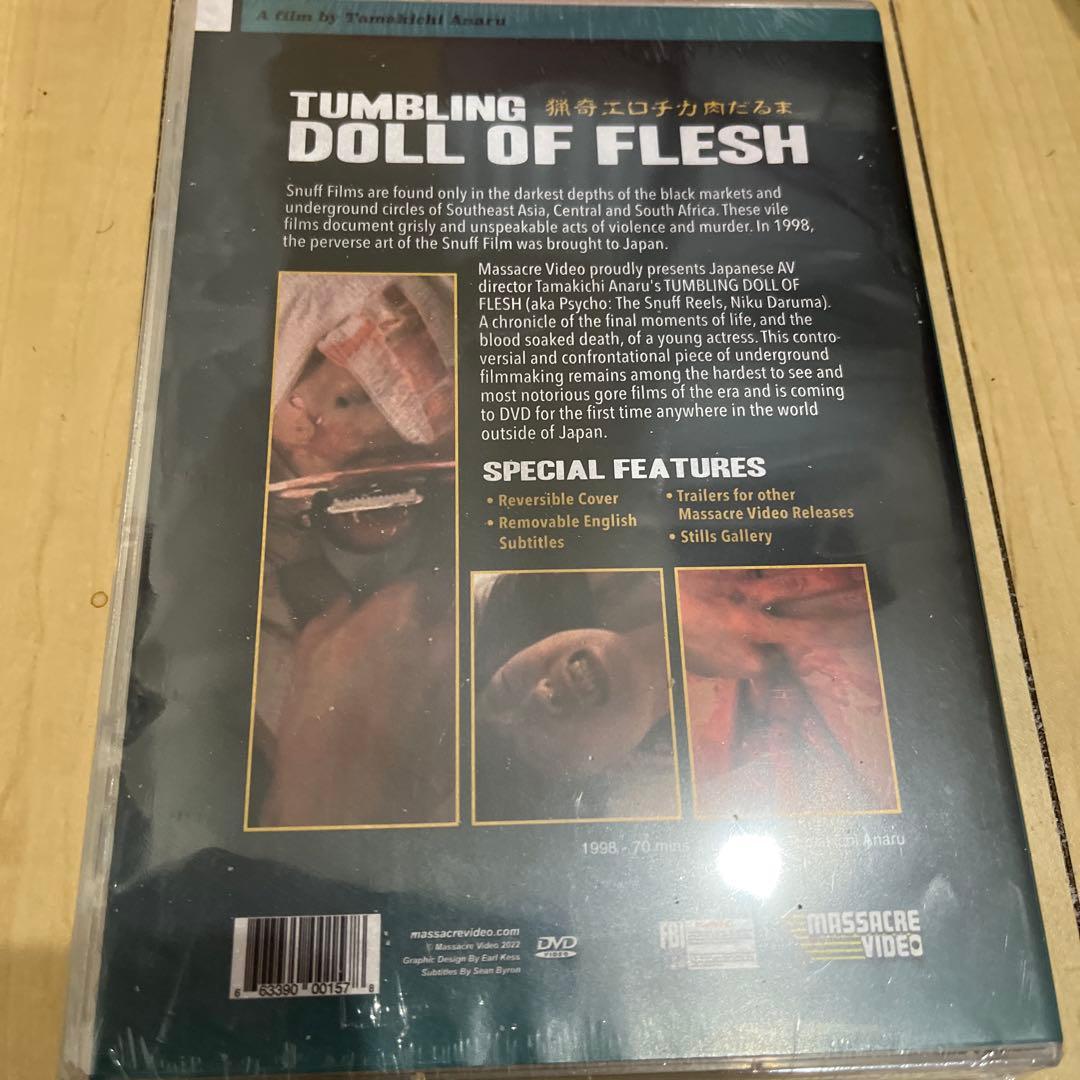 A film by Tamakichi Anaru
TUMBLING 猟奇エロチカ肉だるま
DOLL OF FLESH
Snuff Films are found only in the darkest depths of the black markets and
underground circles of Southeast Asia, Central and South Africa. These vile
films document grisly and unspeakable acts of violence and murder. In 1998,
the perverse art of the Snuff Film was brought to Japan.
Massacre Video proudly presents Japanese AV
director Tamakichi Anaru's TUMBLING DOLL OF
FLESH (aka Psycho: The Snuff Reels, Niku Daruma).
A chronicle of the final moments of life, and the
blood soaked death, of a young actress. This contro-
versial and confrontational piece of underground
filmmaking remains among the hardest to see and
most notorious gore films of the era and is coming
to DVD for the first time anywhere in the world
outside of Japan.
SPECIAL FEATURES
• Reversible Cover
• Removable English
Subtitles
• Trailers for other
Massacre Video Releases
• Stills Gallery
1998 - 70 mins
Anaru
massacrevideo.com
© Massacre Video 2022
Graphic Design By Earl Kess
Subtitles By Sean Byron
DVD
VIDEO
FBI
MASSACRE
VIDEO
6 63390 00157 8